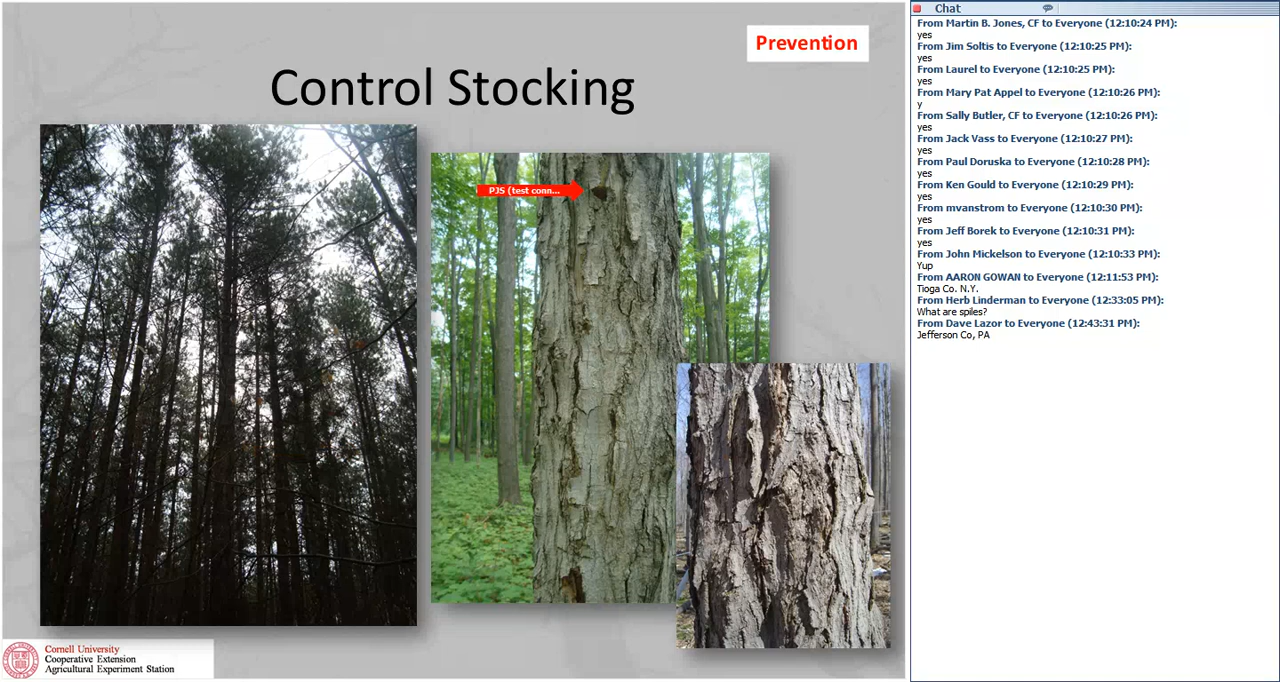 Prevention
Control Stocking
PJS (test conn...
Cornell University
Cooperative Extension
Agricultural Experiment Station
Chat
From Martin B. Jones, CF to Everyone (12:10:24 PM):
yes
From Jim Soltis to Everyone (12:10:25 PM):
yes
From Laurel to Everyone (12:10:25 PM):
yes
From Mary Pat Appel to Everyone (12:10:26 PM):
y
From Sally Butler, CF to Everyone (12:10:26 PM):
yes
From Jack Vass to Everyone (12:10:27 PM):
yes
From Paul Doruska to Everyone (12:10:28 PM):
yes
From Ken Gould to Everyone (12:10:29 PM):
yes
From mvanstrom to Everyone (12:10:30 PM):
yes
From Jeff Borek to Everyone (12:10:31 PM):
yes
From John Mickelson to Everyone (12:10:33 PM):
Yup
From AARON GOWAN to Everyone (12:11:53 PM):
Tioga Co. N.Y.
From Herb Linderman to Everyone (12:33:05 PM):
What are spiles?
From Dave Lazor to Everyone (12:43:31 PM):
Jefferson Co, PA